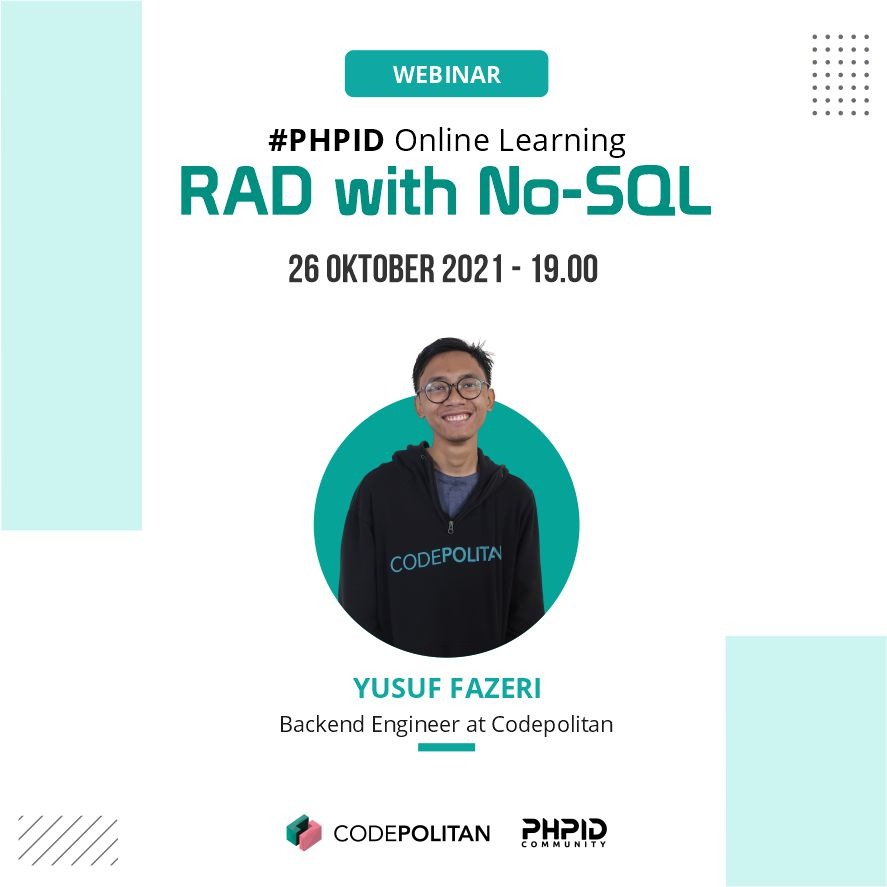 WEBINAR
#PHPID Online Learning
RAD with No-SQL
26 OKTOBER 2021 - 19.00
CODEPOLITAN
YUSUF FAZERI
Backend Engineer at Codepolitan
CODEPOLITAN
PHPID
COMMUNITY